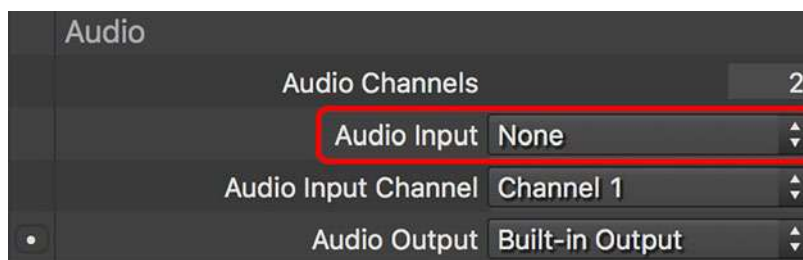 Audio
Audio Channels 2
Audio Input None
Audio Input Channel Channel 1
Audio Output Built-in Output